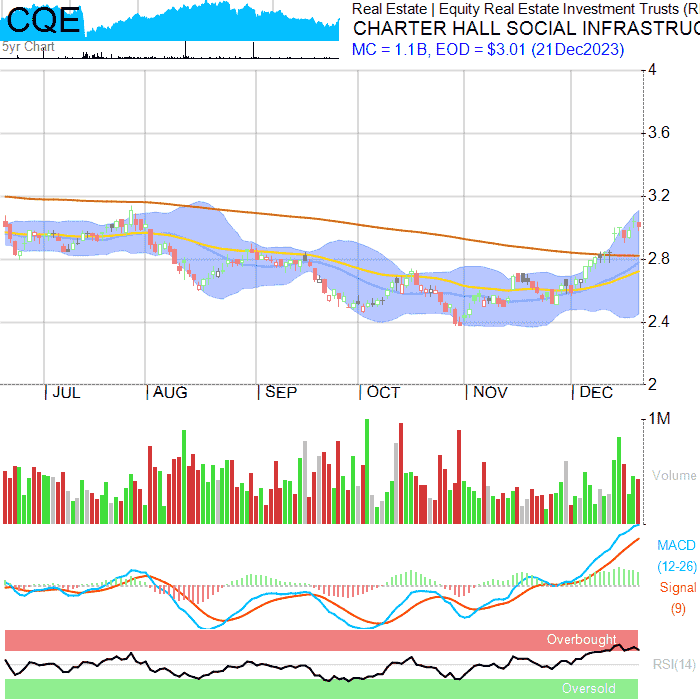 CQE
5yr Chart
Real Estate | Equity Real Estate Investment Trusts (R
CHARTER HALL SOCIAL INFRASTRUC
MC = 1.1B, EOD = $3.01 (21Dec2023)
4
3.6
3.2
2.8
2.4
2
JUL AUG SEP OCT NOV DEC
1M
Volume
MACD
(12-26)
Signal
(9)
Overbought
RSI(14)
Oversold